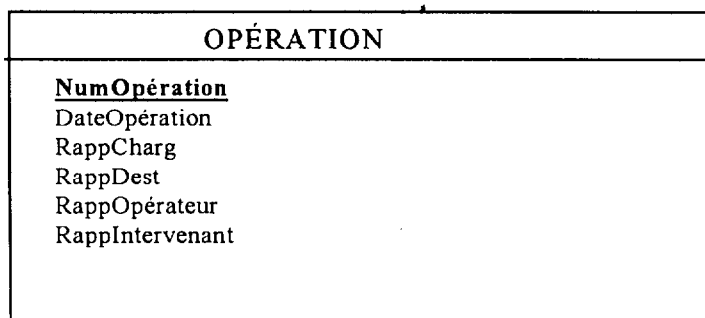 OPÉRATION
NumOpération
DateOpération
RappCharg
RappDest
RappOpérateur
RappIntervenant